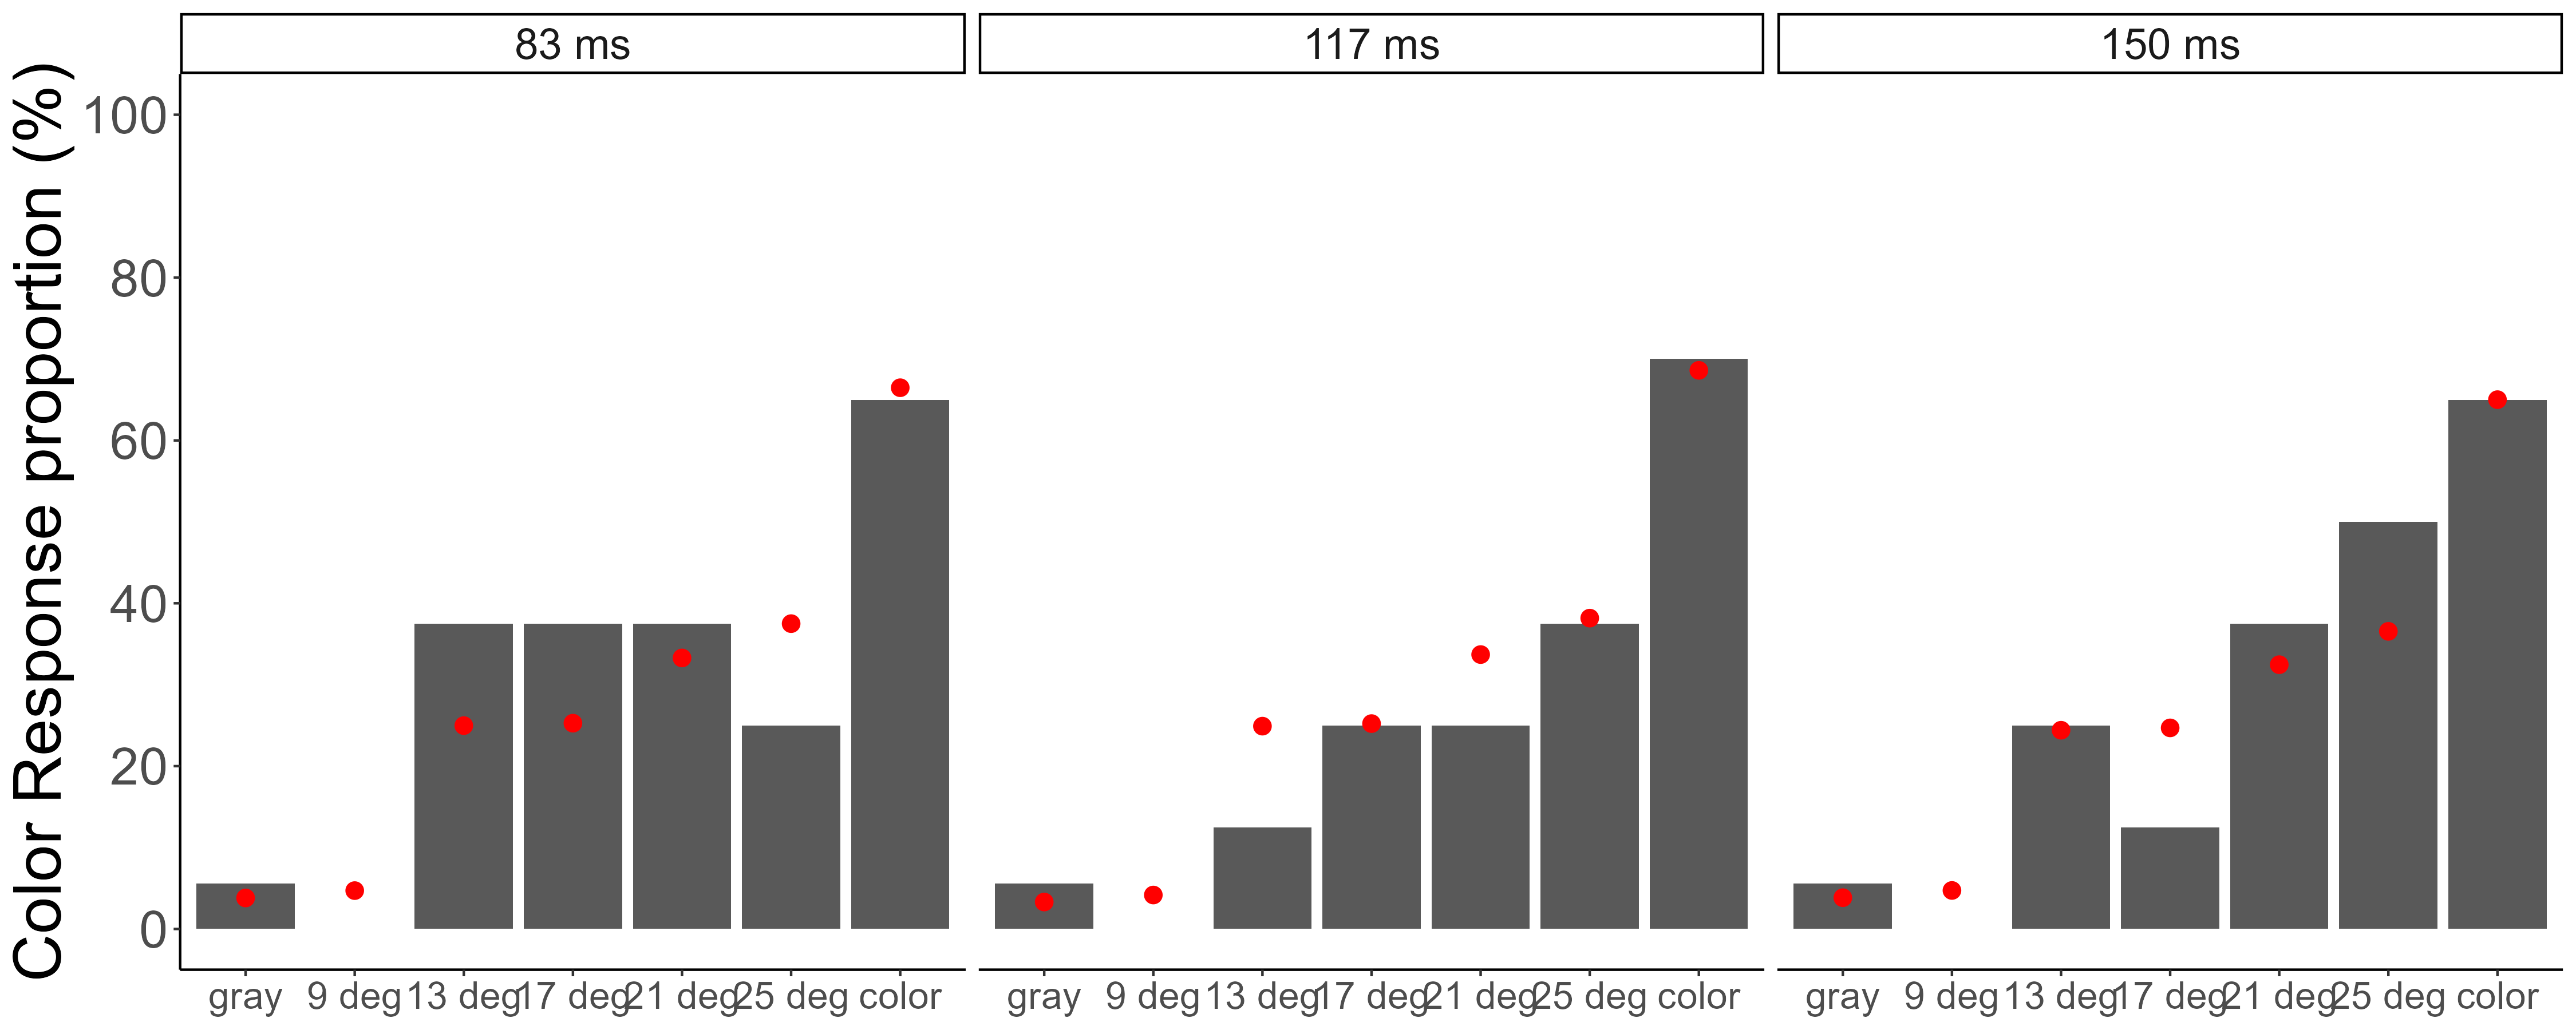 83 ms
117 ms
150 ms
Color Response proportion (%)
100
80
60
40
20
0
gray 9 deg 13 deg 17 deg 21 deg 25 deg color
gray 9 deg 13 deg 17 deg 21 deg 25 deg color
gray 9 deg 13 deg 17 deg 21 deg 25 deg color